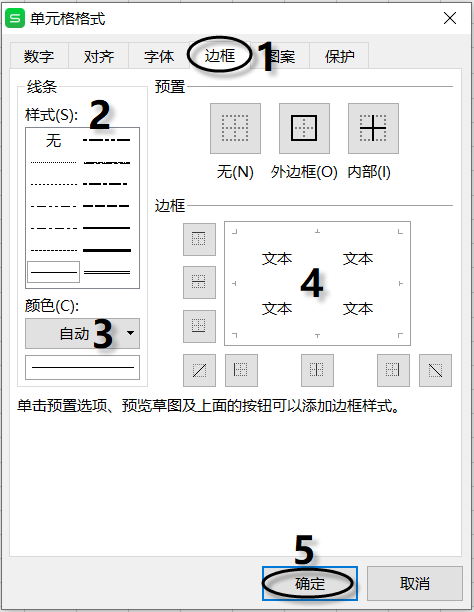 S 单元格格式
数字 对齐 字体 边框 1 图案 保护
线条 预置
样式(S): 2
无
无(N) 外边框(O) 内部(I)
边框
文本 文本
4
文本 文本
颜色(C):
自动 3
单击预置选项、预览草图及上面的按钮可以添加边框样式。
5
确定 取消